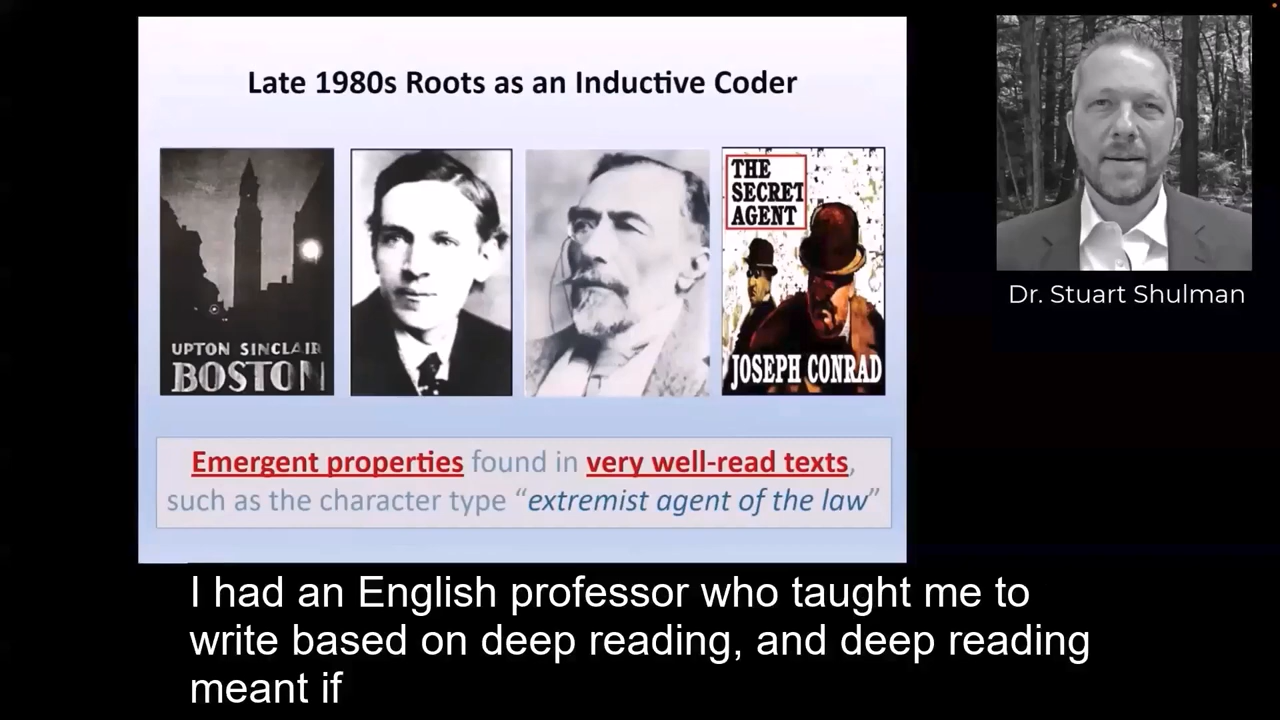 Late 1980s Roots as an Inductive Coder
UPTON SINCLAIR
BOSTON
THE
SECRET
AGENT
JOSEPH CONRAD
Emergent properties found in very well-read texts,
such as the character type “extremist agent of the law”
Dr. Stuart Shulman
I had an English professor who taught me to
write based on deep reading, and deep reading
meant if